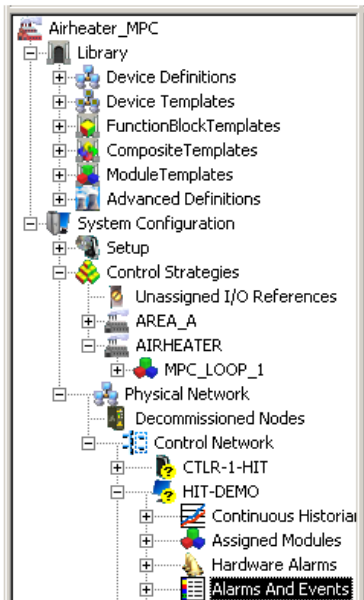 Airheater_MPC
Library
Device Definitions
Device Templates
FunctionBlockTemplates
CompositeTemplates
ModuleTemplates
Advanced Definitions
System Configuration
Setup
Control Strategies
Unassigned I/O References
AREA_A
AIRHEATER
MPC_LOOP_1
Physical Network
Decommissioned Nodes
Control Network
CTLR-1-HIT
HIT-DEMO
Continuous Historia
Assigned Modules
Hardware Alarms
Alarms And Events